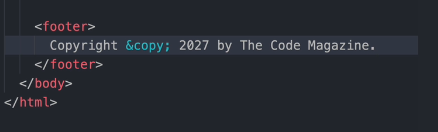 <footer>
Copyright &copy; 2027 by The Code Magazine.
</footer>
</body>
</html>